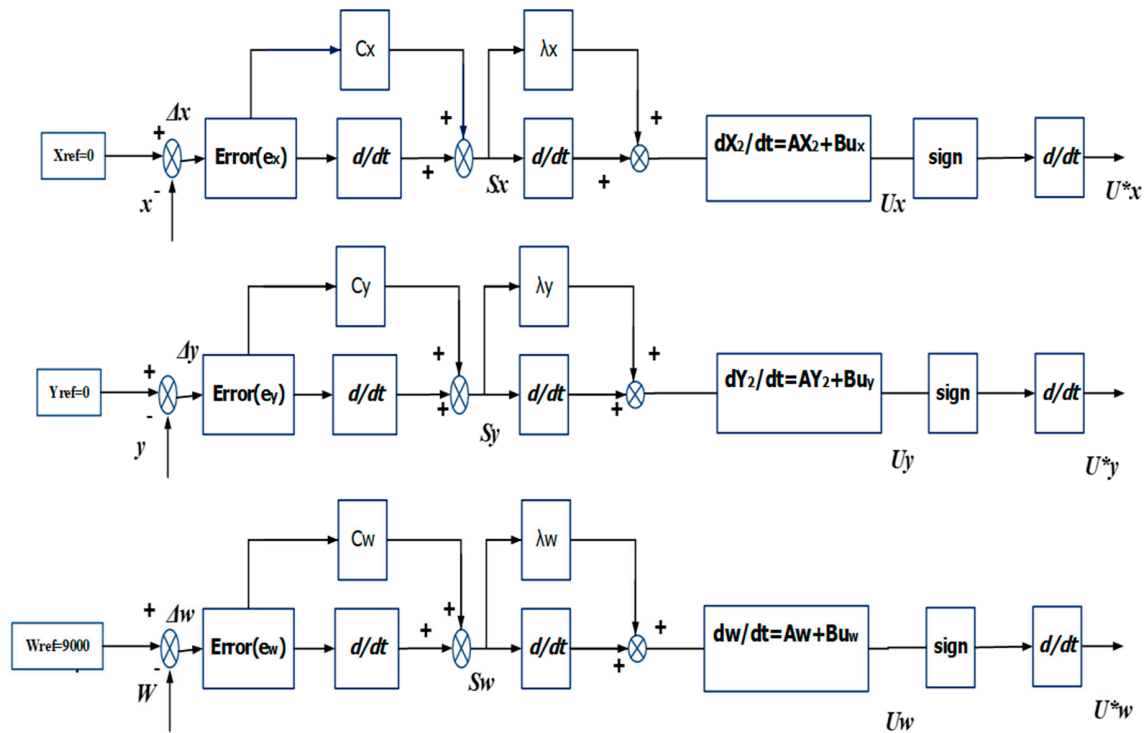 Cx
λx
+
+
+
Δx
Xref=0
Error(ex)
d/dt
d/dt
dX2/dt=AX2+Bux
sign
d/dt
-
+
+
x
Sx
Ux
U*x
Cy
λy
+
+
+
Δy
Yref=0
Error(ey)
d/dt
d/dt
dY2/dt=AY2+Buy
sign
d/dt
-
+
+
y
Sy
Uy
U*y
Cw
λw
+
+
+
Δw
Wref=9000
Error(ew)
d/dt
d/dt
dw/dt=Aw+Buw
sign
d/dt
-
+
+
W
Sw
Uw
U*w